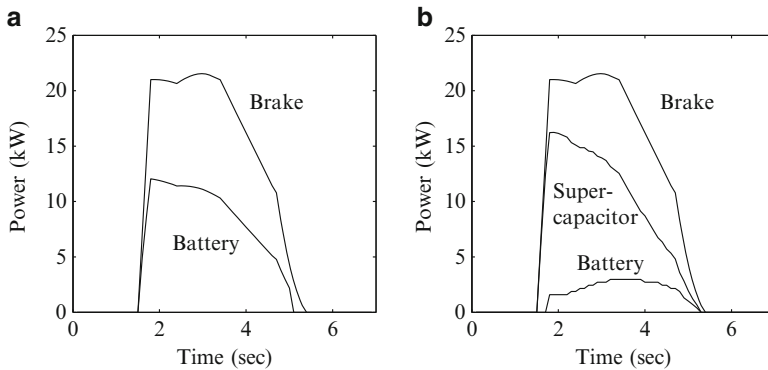 a
25
20
15
10
5
0
Power (kW)
Brake
Battery
0
2
4
6
Time (sec)
b
25
20
15
10
5
0
Power (kW)
Brake
Super-
capacitor
Battery
0
2
4
6
Time (sec)